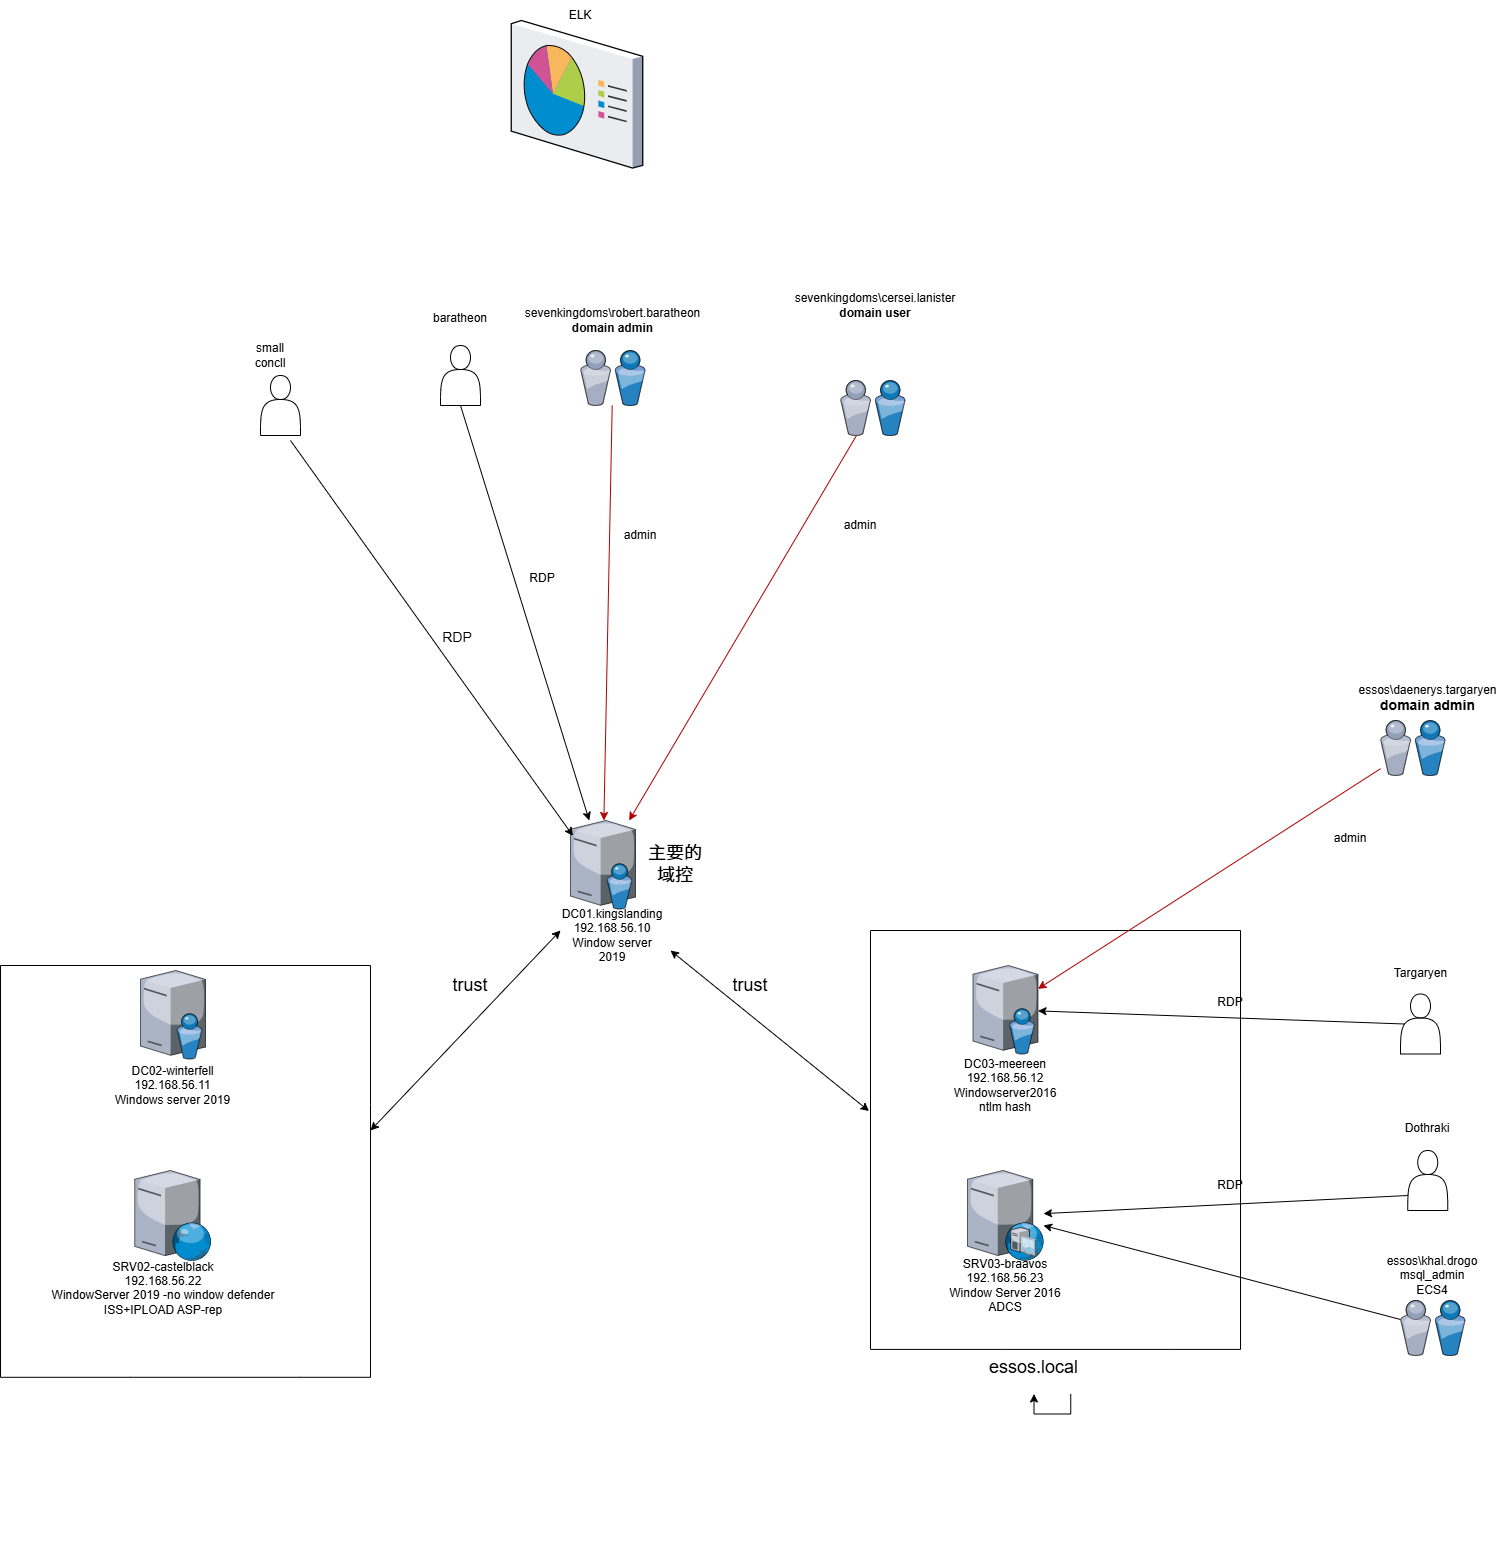 ELK
small
concll
baratheon
sevenkingdoms\robert.baratheon
domain admin
sevenkingdoms\cersei.lanister
domain user
admin
admin
RDP
RDP
essos\daenerys.targaryen
domain admin
admin
主要的
域控
DC01.kingslanding
192.168.56.10
Window server
2019
trust
trust
DC02-winterfell
192.168.56.11
Windows server 2019
SRV02-castelblack
192.168.56.22
WindowServer 2019 -no window defender
ISS+IPLOAD ASP-rep
DC03-meereen
192.168.56.12
Windowserver2016
ntlm hash
RDP
Targaryen
SRV03-braavos
192.168.56.23
Window Server 2016
ADCS
RDP
Dothraki
essos\khal.drogo
msql_admin
ECS4
essos.local